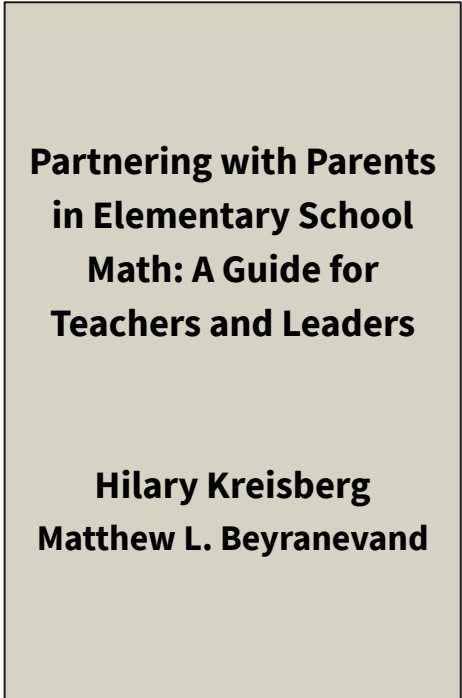 Partnering with Parents
in Elementary School
Math: A Guide for
Teachers and Leaders
Hilary Kreisberg
Matthew L. Beyranevand